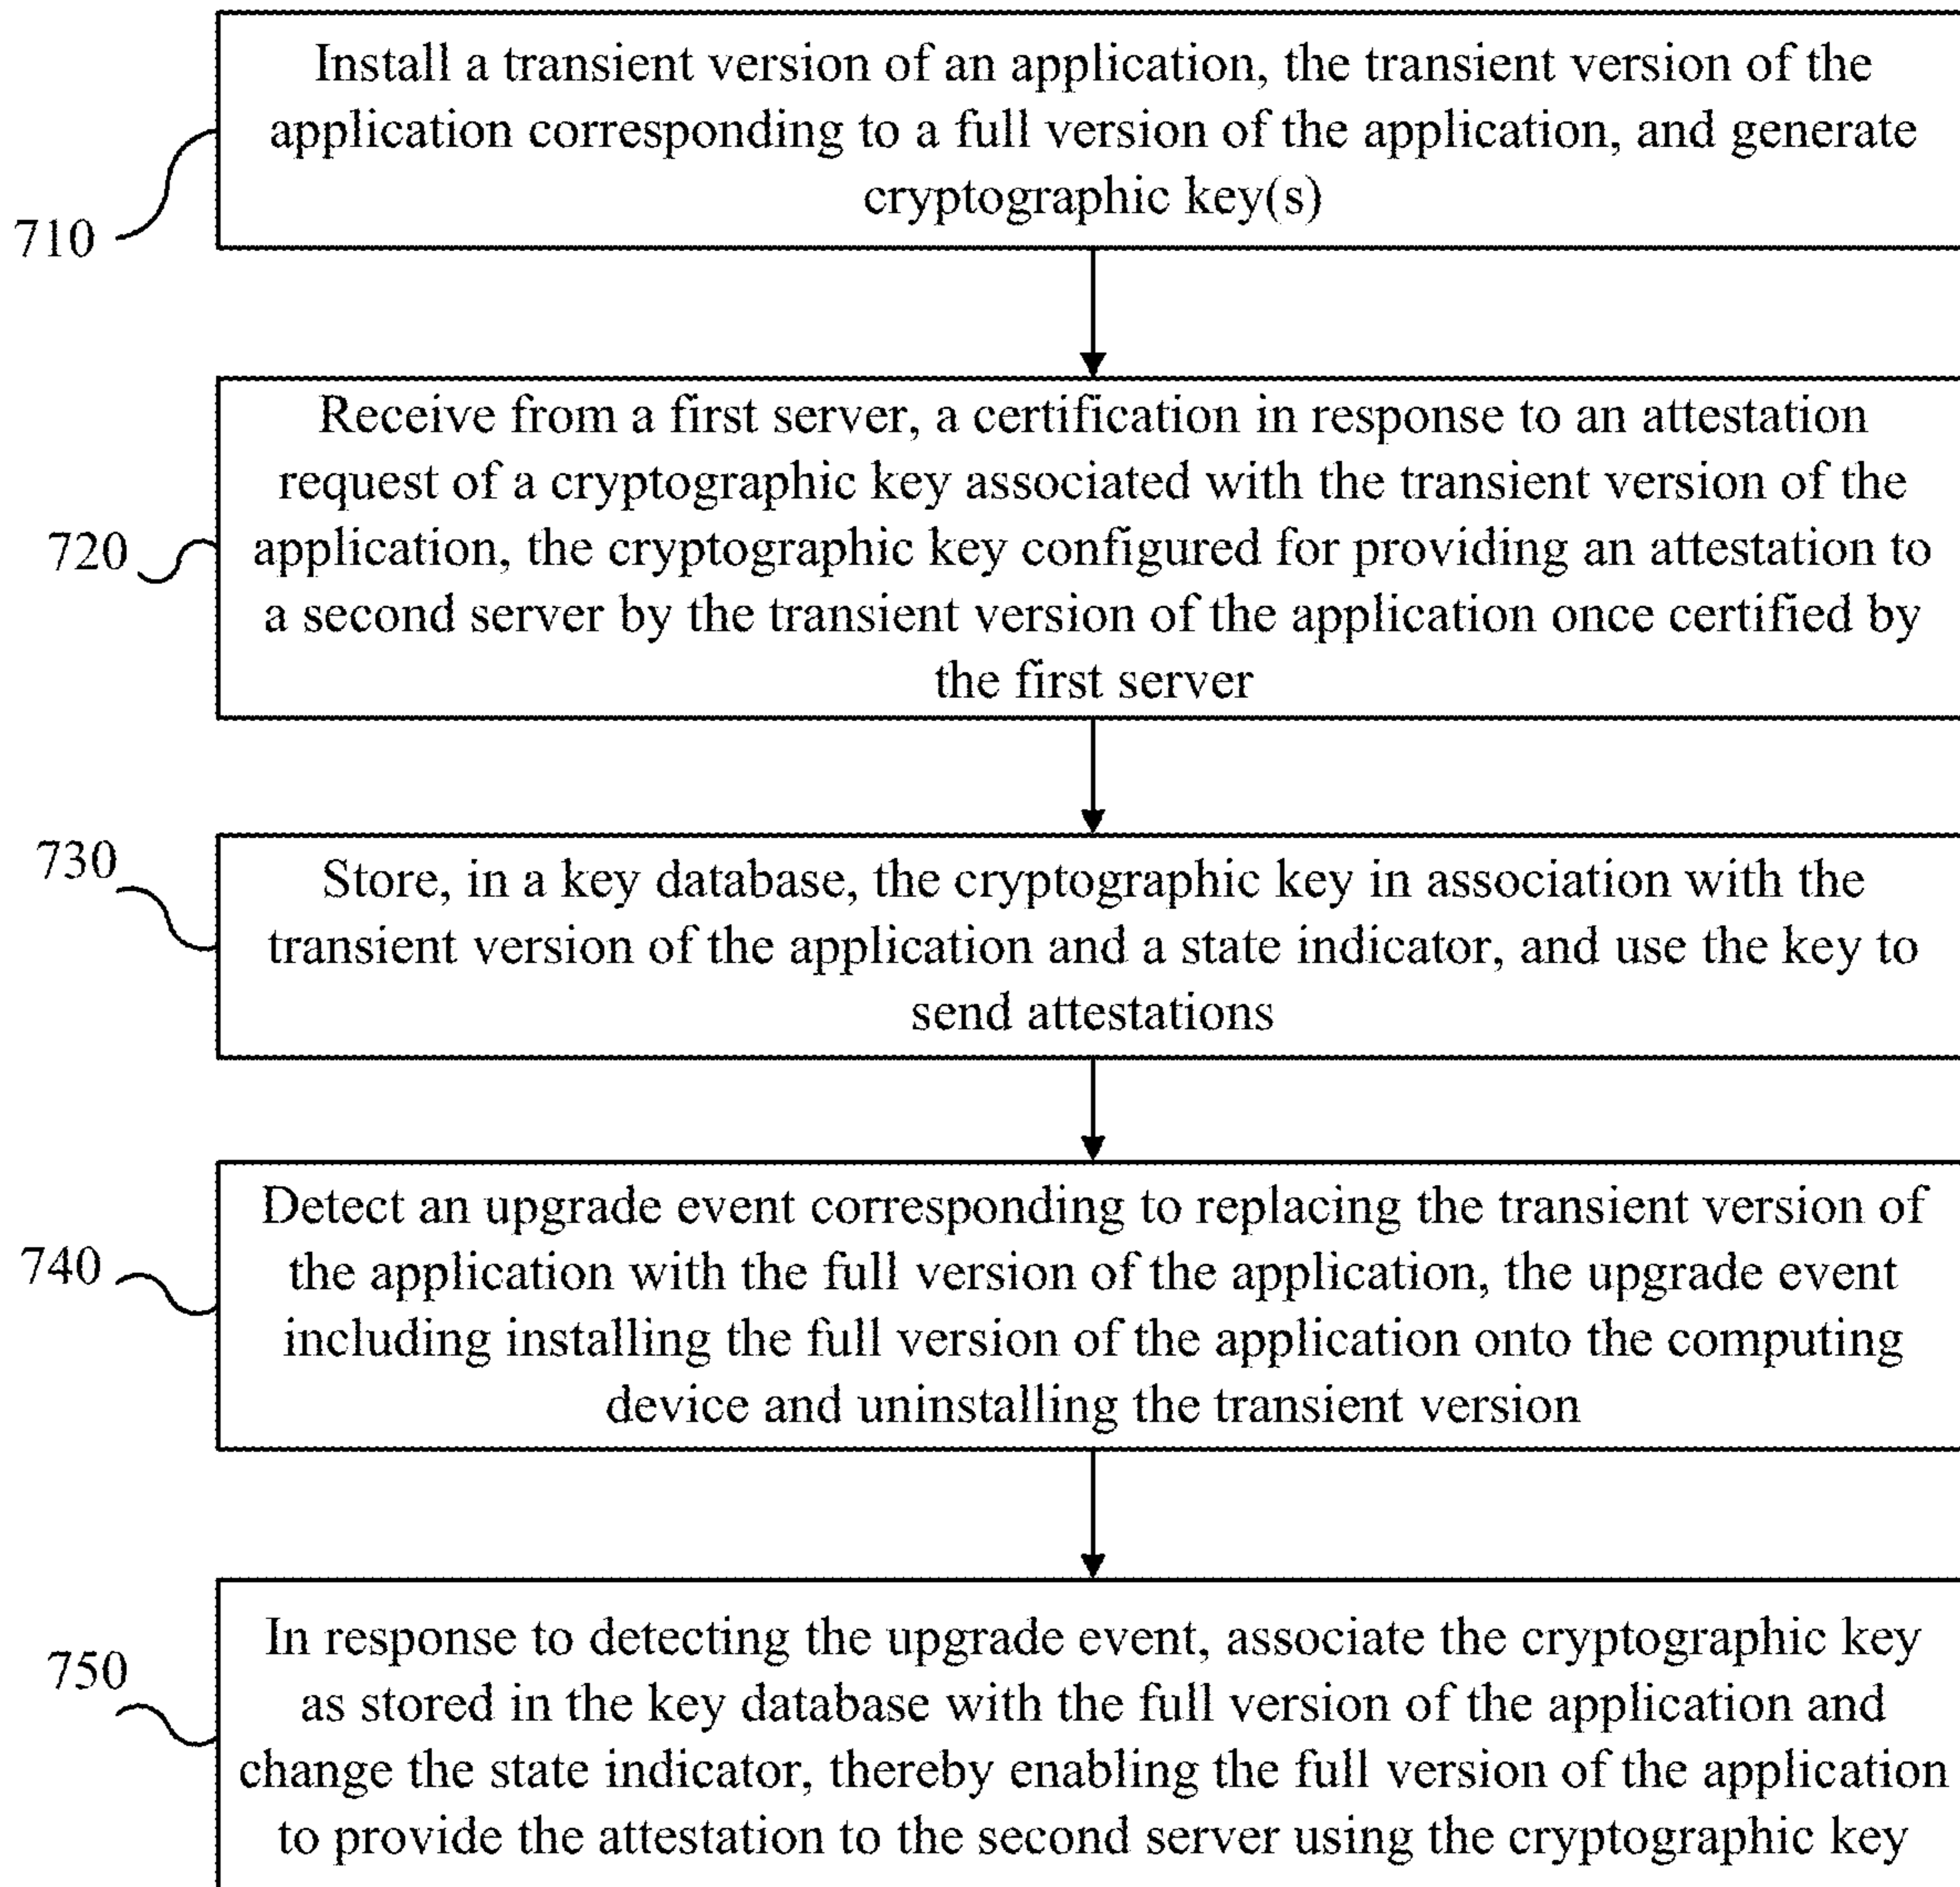 Install a transient version of an application, the transient version of the
application corresponding to a full version of the application, and generate
cryptographic key(s)
710
Receive from a first server, a certification in response to an attestation
request of a cryptographic key associated with the transient version of the
application, the cryptographic key configured for providing an attestation to
a second server by the transient version of the application once certified by
the first server
720
730
Store, in a key database, the cryptographic key in association with the
transient version of the application and a state indicator, and use the key to
send attestations
740
Detect an upgrade event corresponding to replacing the transient version of
the application with the full version of the application, the upgrade event
including installing the full version of the application onto the computing
device and uninstalling the transient version
750
In response to detecting the upgrade event, associate the cryptographic key
as stored in the key database with the full version of the application and
change the state indicator, thereby enabling the full version of the application
to provide the attestation to the second server using the cryptographic key